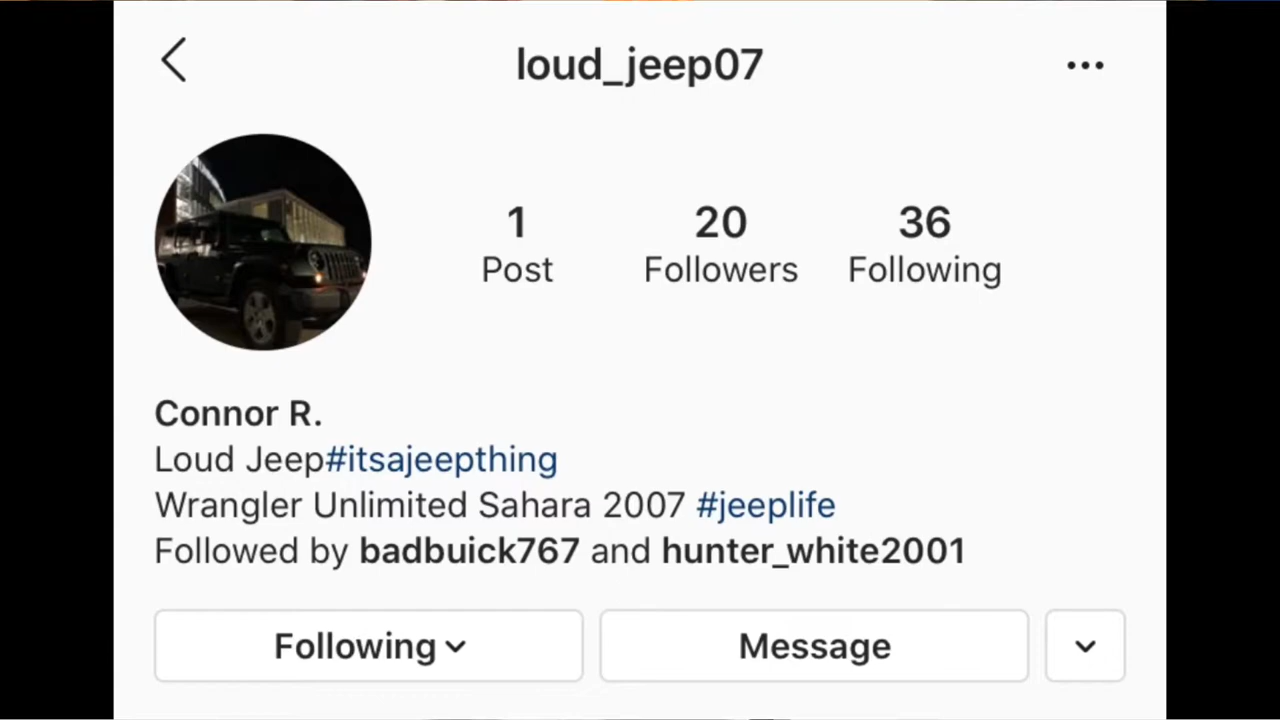 loud_jeep07
1 20 36
Post Followers Following
Connor R.
Loud Jeep#itsajeepthing
Wrangler Unlimited Sahara 2007 #jeeplife
Followed by badbuick767 and hunter_white2001
Following Message